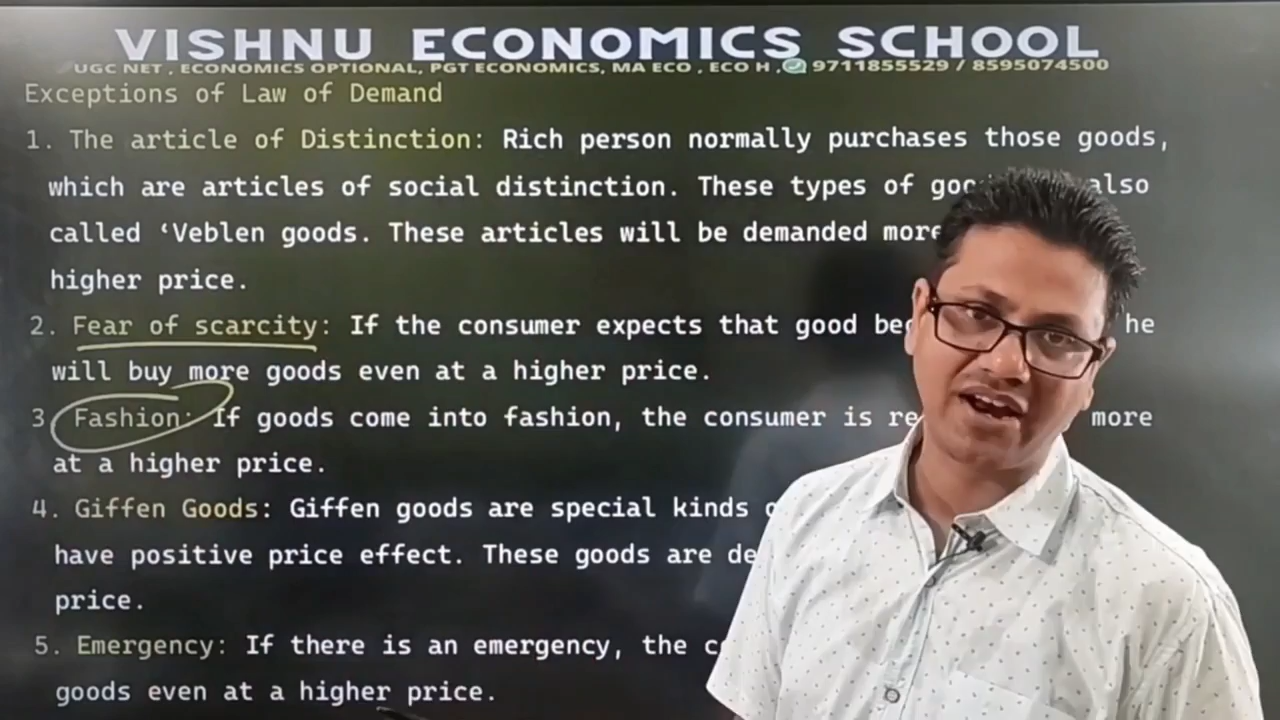 VISHNU ECONOMICS SCHOOL
UGC NET , ECONOMICS OPTIONAL, PGT ECONOMICS, MA ECO , ECO H , 9711855529 / 8595074500
Exceptions of Law of Demand
1. The article of Distinction: Rich person normally purchases those goods,
which are articles of social distinction. These types of also
called ‘Veblen goods. These articles will be demanded more
higher price.
2. Fear of scarcity: If the consumer expects that good he
will buy more goods even at a higher price.
3 Fashion: If goods come into fashion, the consumer is more
at a higher price.
4. Giffen Goods: Giffen goods are special kinds
have positive price effect. These goods are
price.
5. Emergency: If there is an emergency, the
goods even at a higher price.